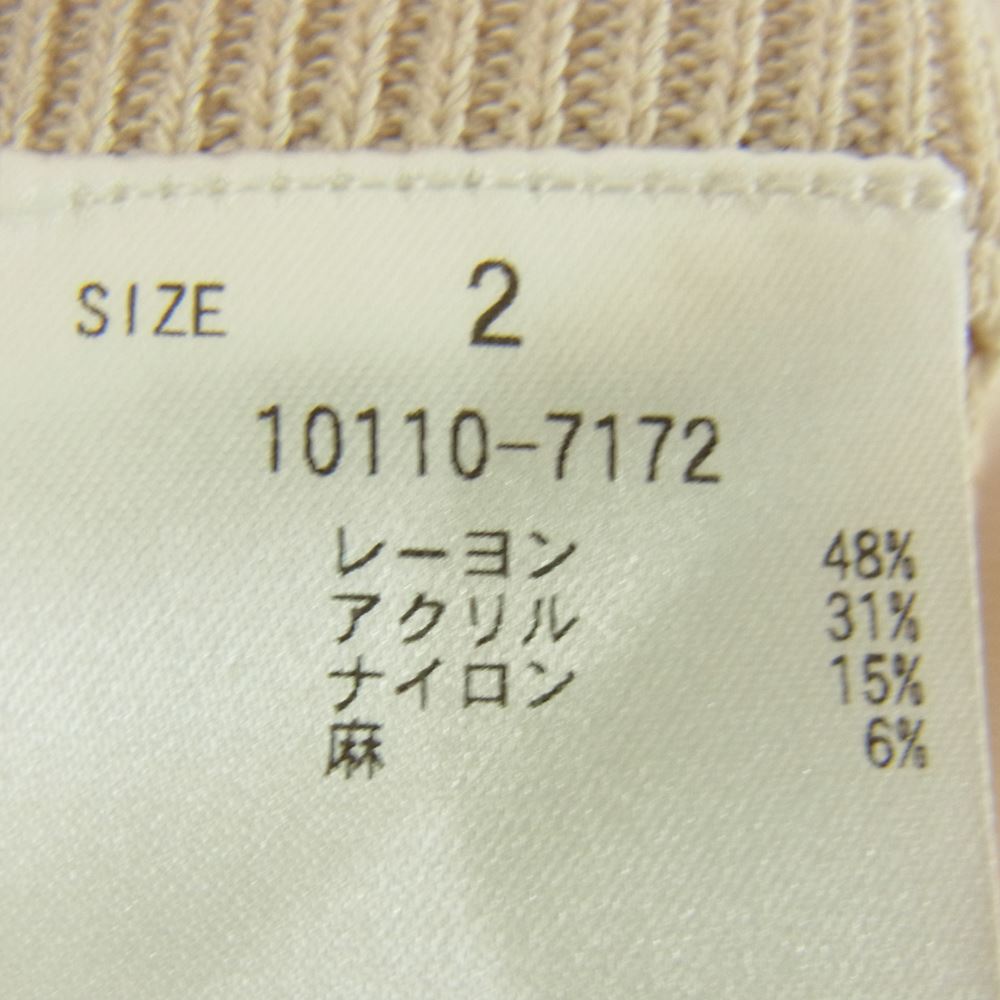 SIZE 2
10110-7172
レーヨン 48%
アクリル 31%
ナイロン 15%
麻 6%